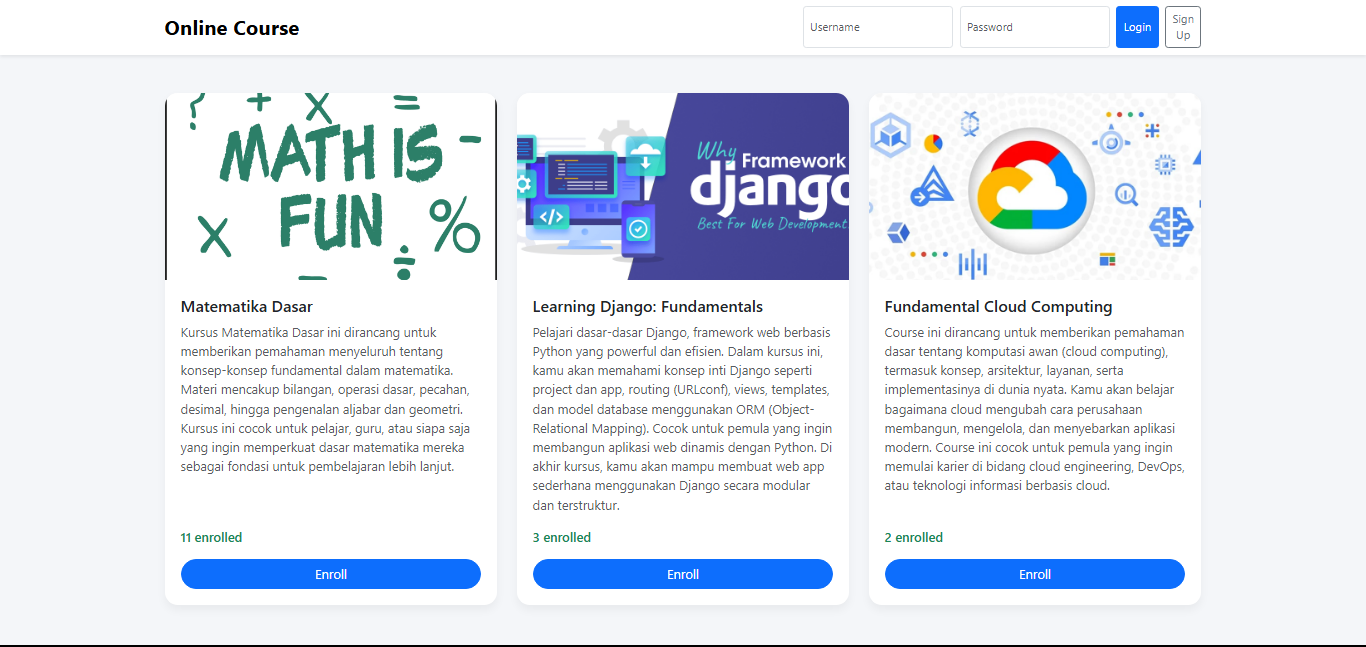 Online Course
Username
Password
Login
Sign
Up
? + X =
MATH IS -
FUN
X % ÷
-
Matematika Dasar
Kursus Matematika Dasar ini dirancang untuk
memberikan pemahaman menyeluruh tentang
konsep-konsep fundamental dalam matematika.
Materi mencakup bilangan, operasi dasar, pecahan,
desimal, hingga pengenalan aljabar dan geometri.
Kursus ini cocok untuk pelajar, guru, atau siapa saja
yang ingin memperkuat dasar matematika mereka
sebagai fondasi untuk pembelajaran lebih lanjut.
11 enrolled
Enroll
</>
Why
Framework
django
Best For Web Development
Learning Django: Fundamentals
Pelajari dasar-dasar Django, framework web berbasis
Python yang powerful dan efisien. Dalam kursus ini,
kamu akan memahami konsep inti Django seperti
project dan app, routing (URLconf), views, templates,
dan model database menggunakan ORM (Object-
Relational Mapping). Cocok untuk pemula yang ingin
membangun aplikasi web dinamis dengan Python. Di
akhir kursus, kamu akan mampu membuat web app
sederhana menggunakan Django secara modular
dan terstruktur.
3 enrolled
Enroll
Fundamental Cloud Computing
Course ini dirancang untuk memberikan pemahaman
dasar tentang komputasi awan (cloud computing),
termasuk konsep, arsitektur, layanan, serta
implementasinya di dunia nyata. Kamu akan belajar
bagaimana cloud mengubah cara perusahaan
membangun, mengelola, dan menyebarkan aplikasi
modern. Course ini cocok untuk pemula yang ingin
memulai karier di bidang cloud engineering, DevOps,
atau teknologi informasi berbasis cloud.
2 enrolled
Enroll